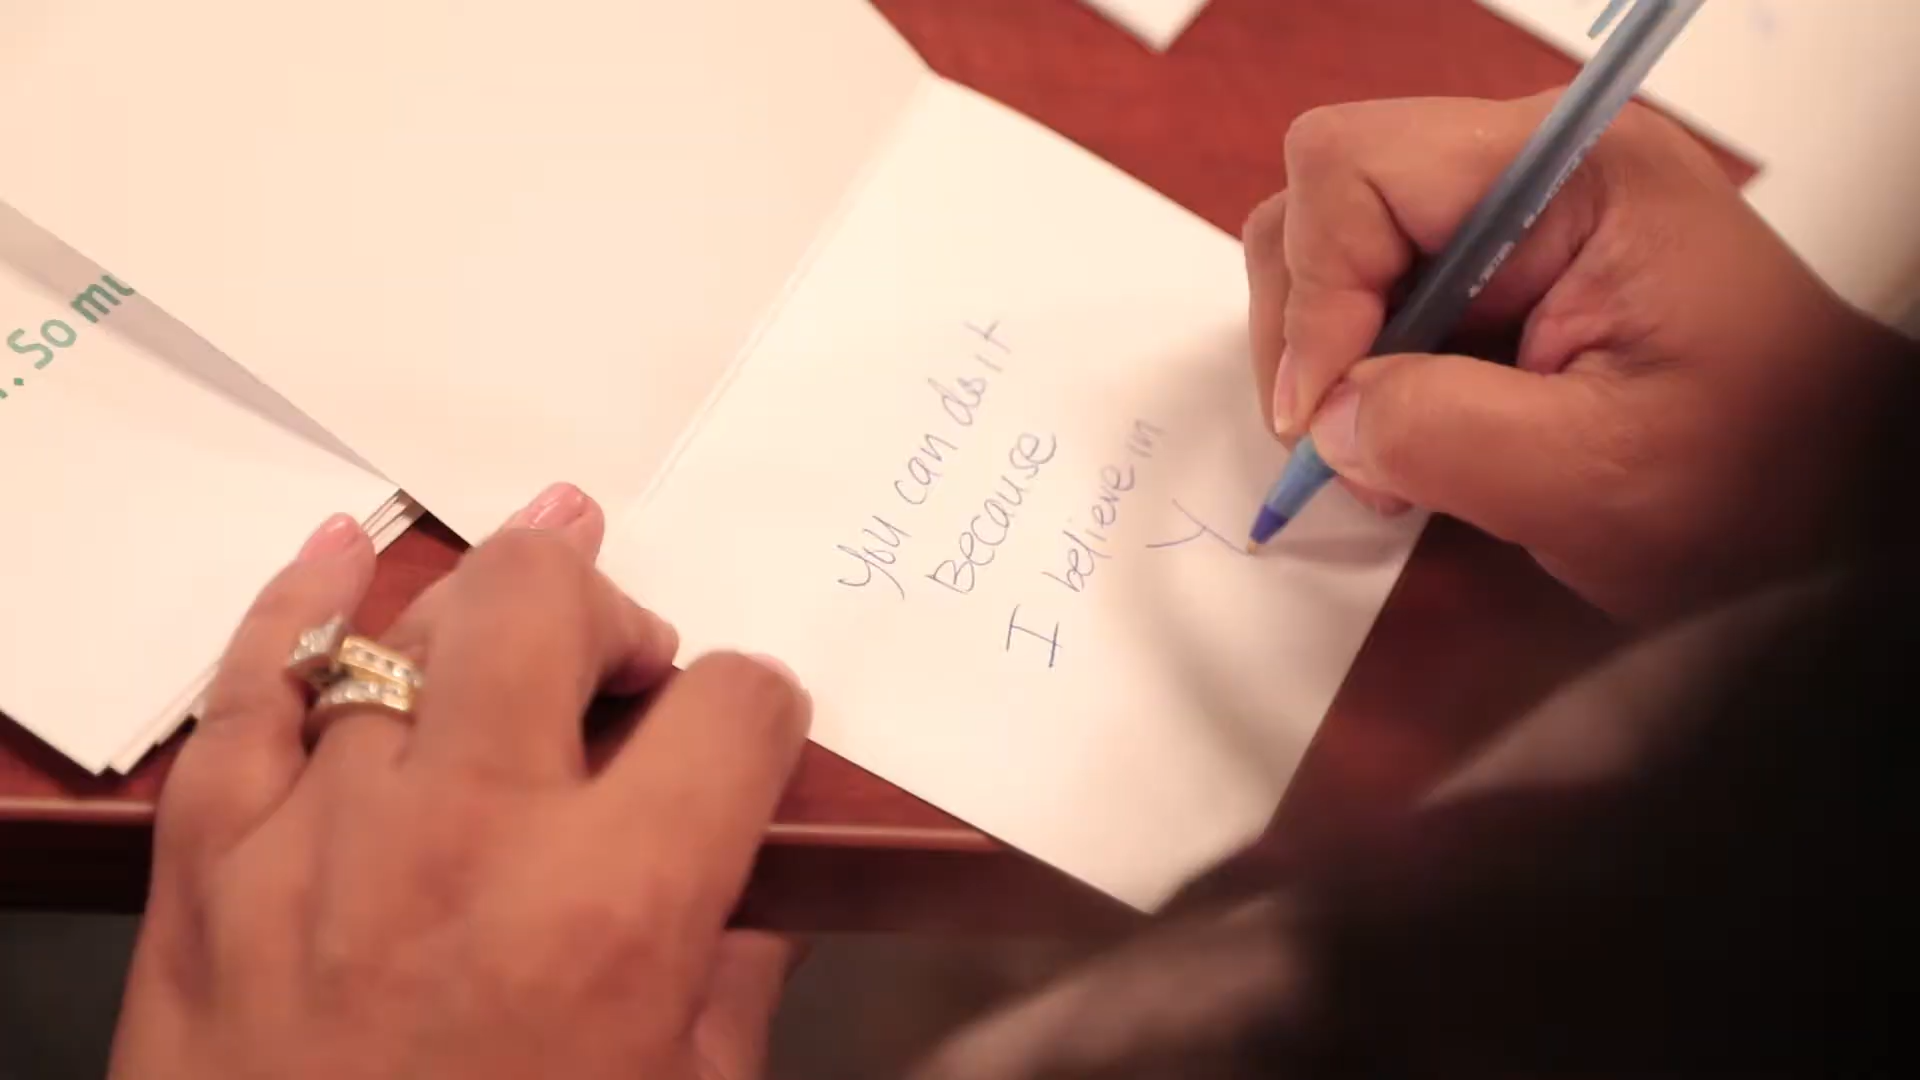 . So mu
You can do it
Because
I believe in
Y